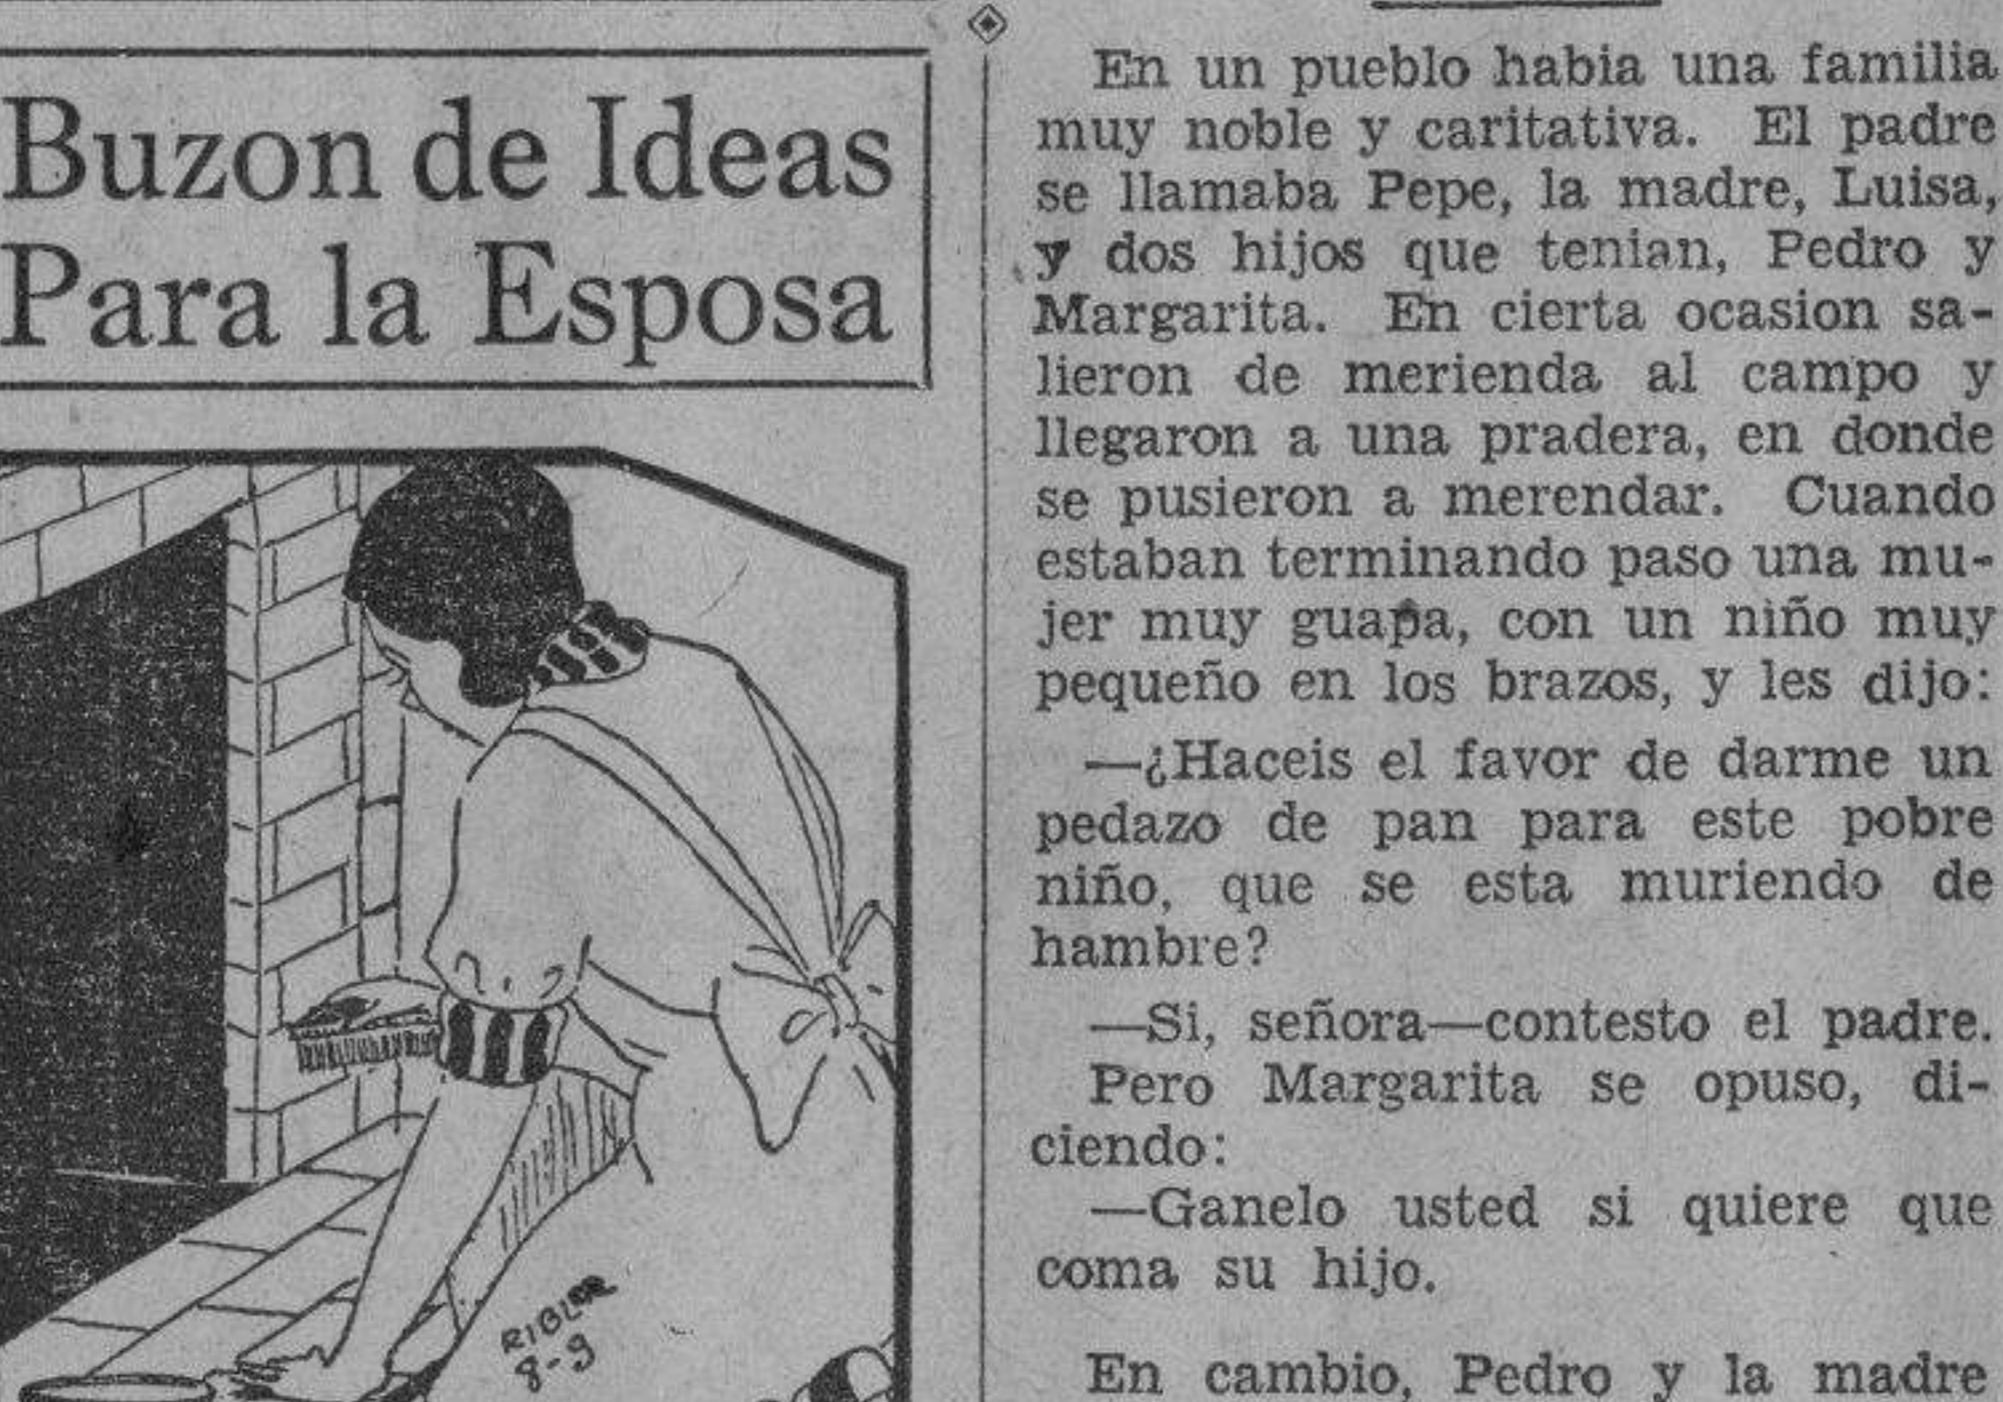 Buzon de Ideas
Para la Esposa
RIBLOR
8-9
En un pueblo habia una familia
muy noble y caritativa. El padre
se llamaba Pepe, la madre, Luisa,
y dos hijos que tenian, Pedro y
Margarita. En cierta ocasion sa-
lieron de merienda al campo y
llegaron a una pradera, en donde
se pusieron a merendar. Cuando
estaban terminando paso una mu-
jer muy guapa, con un niño muy
pequeño en los brazos, y les dijo:
—¿Haceis el favor de darme un
pedazo de pan para este pobre
niño, que se esta muriendo de
hambre?
—Si, señora—contesto el padre.
Pero Margarita se opuso, di-
ciendo:
—Ganelo usted si quiere que
coma su hijo.
En cambio, Pedro y la madre